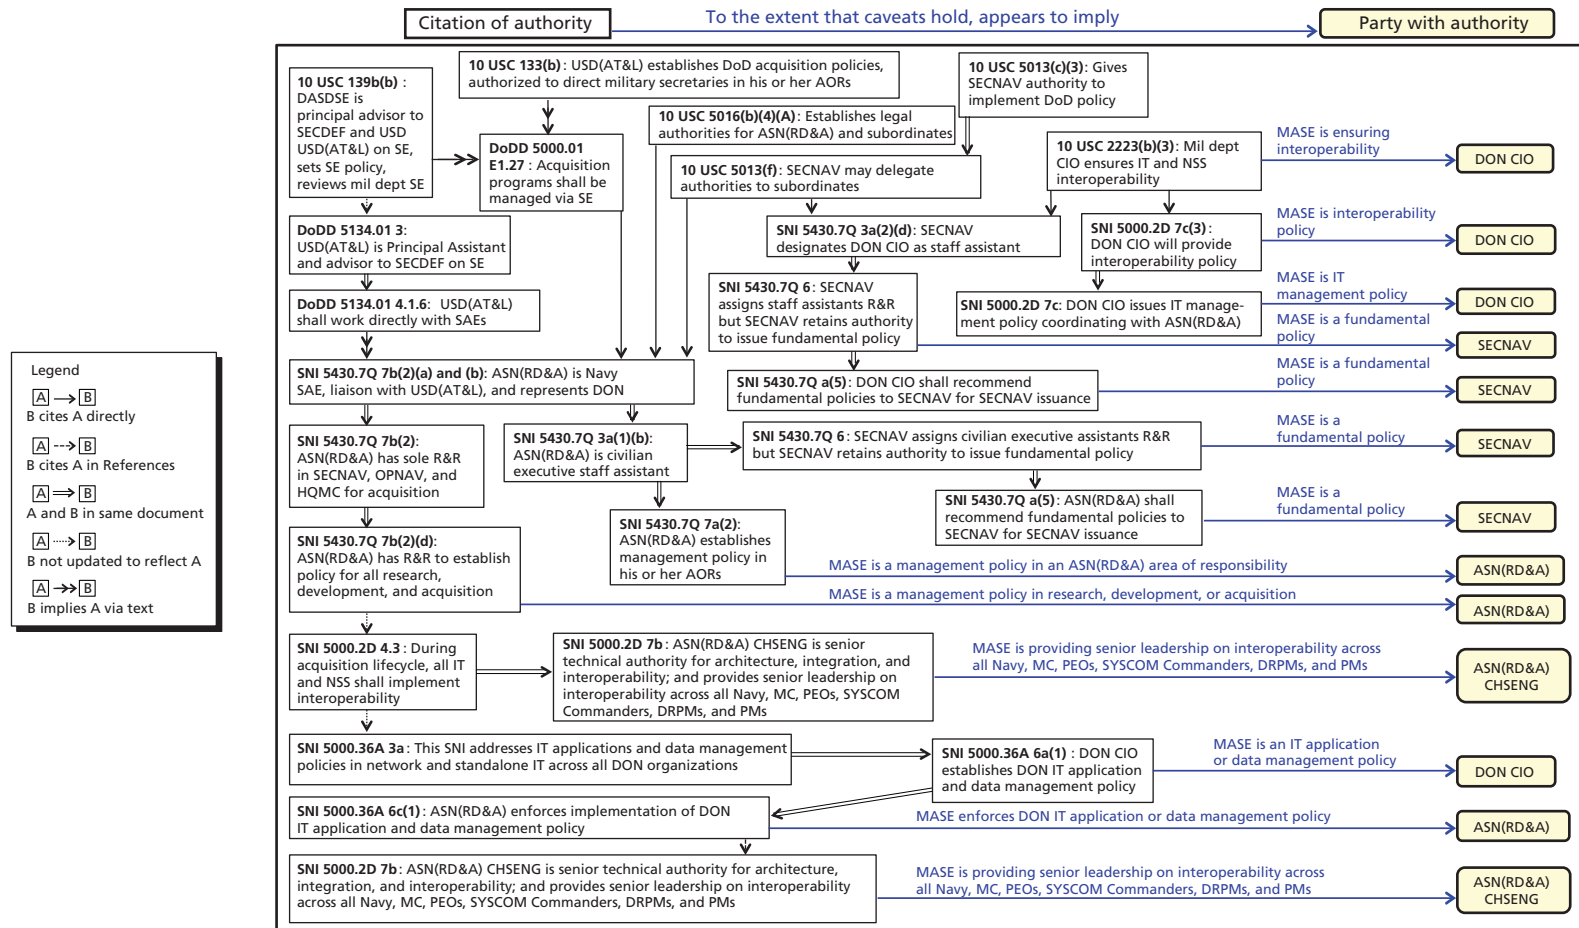 Citation of authority
To the extent that caveats hold, appears to imply
Party with authority
10 USC 139b(b) :
DASDSE is
principal advisor to
SECDEF and USD
USD(AT&L) on SE,
sets SE policy,
reviews mil dept SE
10 USC 133(b) : USD(AT&L) establishes DoD acquisition policies,
authorized to direct military secretaries in his or her AORs
10 USC 5013(c)(3): Gives
SECNAV authority to
implement DoD policy
10 USC 5016(b)(4)(A) : Establishes legal
authorities for ASN(RD&A) and subordinates
DoDD 5000.01
E1.27 : Acquisition
programs shall be
managed via SE
10 USC 5013(f) : SECNAV may delegate
authorities to subordinates
10 USC 2223(b)(3) : Mil dept
CIO ensures IT and NSS
interoperability
MASE is ensuring
interoperability
DON CIO
DoDD 5134.01 3:
USD(AT&L) is Principal Assistant
and advisor to SECDEF on SE
SNI 5430.7Q 3a(2)(d) : SECNAV
designates DON CIO as staff assistant
SNI 5000.2D 7c(3) :
DON CIO will provide
interoperability policy
MASE is interoperability
policy
DON CIO
DoDD 5134.01 4.1.6: USD(AT&L)
shall work directly with SAEs
SNI 5430.7Q 6 : SECNAV
assigns staff assistants R&R
but SECNAV retains authority
to issue fundamental policy
SNI 5000.2D 7c: DON CIO issues IT manage-
ment policy coordinating with ASN(RD&A)
MASE is IT
management policy
DON CIO
MASE is a fundamental
policy
SECNAV
SNI 5430.7Q 7b(2)(a) and (b): ASN(RD&A) is Navy
SAE, liaison with USD(AT&L), and represents DON
SNI 5430.7Q a(5) : DON CIO shall recommend
fundamental policies to SECNAV for SECNAV issuance
MASE is a fundamental
policy
SECNAV
SNI 5430.7Q 7b(2):
ASN(RD&A) has sole R&R
in SECNAV, OPNAV, and
HQMC for acquisition
SNI 5430.7Q 3a(1)(b) :
ASN(RD&A) is civilian
executive staff assistant
SNI 5430.7Q 6 : SECNAV assigns civilian executive assistants R&R
but SECNAV retains authority to issue fundamental policy
MASE is a
fundamental policy
SECNAV
SNI 5430.7Q a(5) : ASN(RD&A) shall
recommend fundamental policies to
SECNAV for SECNAV issuance
MASE is a
fundamental policy
SECNAV
SNI 5430.7Q 7a(2) :
ASN(RD&A) establishes
management policy in
his or her AORs
SNI 5430.7Q 7b(2)(d) :
ASN(RD&A) has R&R to establish
policy for all research,
development, and acquisition
MASE is a management policy in an ASN(RD&A) area of responsibility
ASN(RD&A)
MASE is a management policy in research, development, or acquisition
ASN(RD&A)
SNI 5000.2D 4.3 : During
acquisition lifecycle, all IT
and NSS shall implement
interoperability
SNI 5000.2D 7b : ASN(RD&A) CHSENG is senior
technical authority for architecture, integration, and
interoperability; and provides senior leadership on
interoperability across all Navy, MC, PEOs, SYSCOM
Commanders, DRPMs, and PMs
MASE is providing senior leadership on interoperability across
all Navy, MC, PEOs, SYSCOM Commanders, DRPMs, and PMs
ASN(RD&A)
CHSENG
SNI 5000.36A 3a : This SNI addresses IT applications and data management
policies in network and standalone IT across all DON organizations
SNI 5000.36A 6a(1) : DON CIO
establishes DON IT application
and data management policy
MASE is an IT application
or data management policy
DON CIO
SNI 5000.36A 6c(1) : ASN(RD&A) enforces implementation of DON
IT application and data management policy
MASE enforces DON IT application or data management policy
ASN(RD&A)
SNI 5000.2D 7b : ASN(RD&A) CHSENG is senior technical authority for architecture,
integration, and interoperability; and provides senior leadership on interoperability
across all Navy, MC, PEOs, SYSCOM Commanders, DRPMs, and PMs
MASE is providing senior leadership on interoperability across
all Navy, MC, PEOs, SYSCOM Commanders, DRPMs, and PMs
ASN(RD&A)
CHSENG
Legend
A B
B cites A directly
A B
B cites A in References
A B
A and B in same document
A B
B not updated to reflect A
A B
B implies A via text